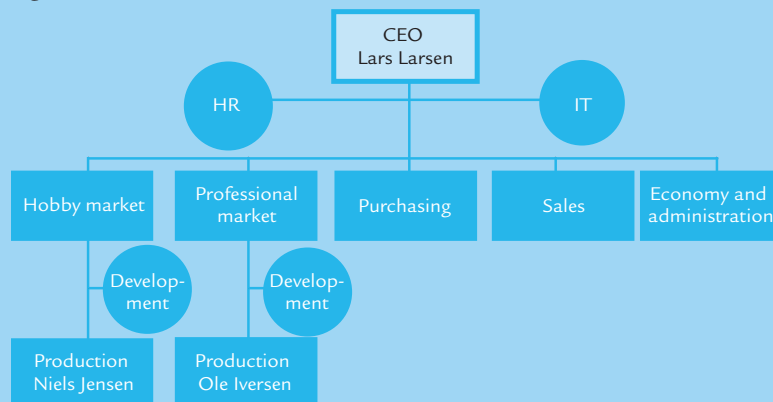 CEO
Lars Larsen
HR
IT
Hobby market
Professional
market
Purchasing
Sales
Economy and
administration
Develop-
ment
Develop-
ment
Production
Niels Jensen
Production
Ole Iversen